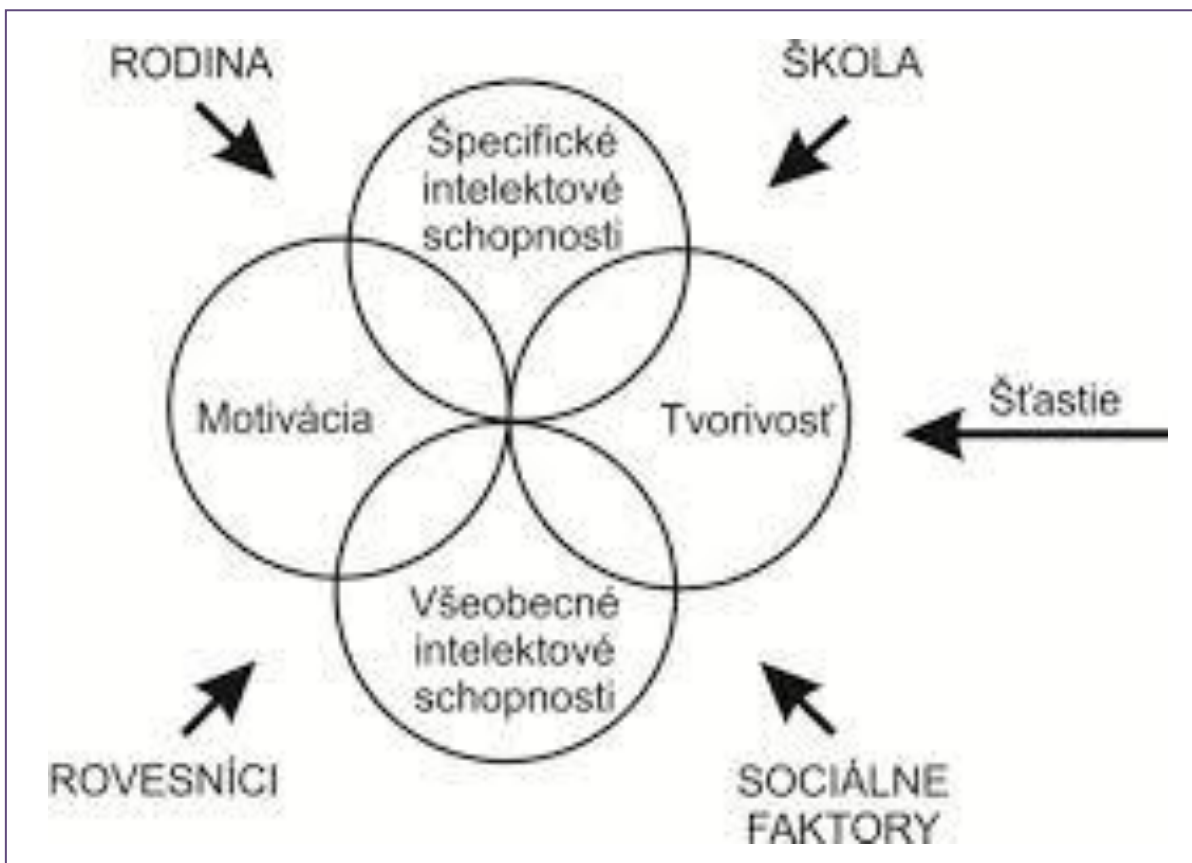 RODINA
ŠKOLA
Špecifické
intelektové
schopnosti
Motivácia
Tvorivosť
Šťastie
Všeobecné
intelektové
schopnosti
ROVESNÍCI
SOCIÁLNE
FAKTORY